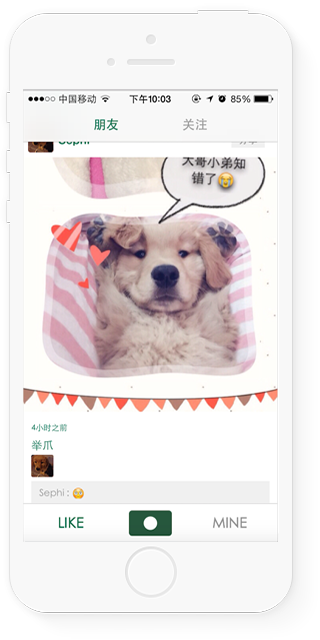 中国移动 下午10:03 85%
朋友 关注
Sephi
大哥小弟知
错了😭
4小时之前
举爪
Sephi :
LIKE MINE